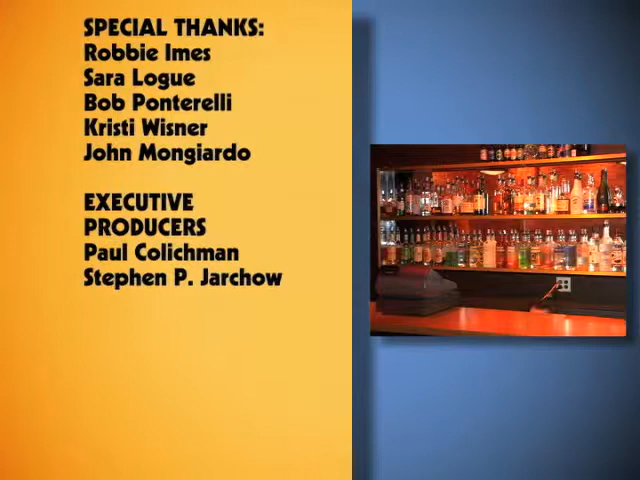 SPECIAL THANKS:
Robbie Imes
Sara Logue
Bob Ponterelli
Kristi Wisner
John Mongiardo
EXECUTIVE
PRODUCERS
Paul Colichman
Stephen P. Jarchow